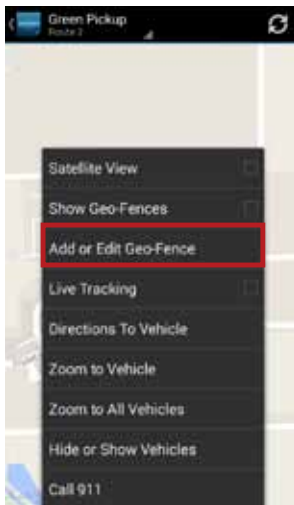 Green Pickup
Route 2
Satellite View
Show Geo-Fences
Add or Edit Geo-Fence
Live Tracking
Directions To Vehicle
Zoom to Vehicle
Zoom to All Vehicles
Hide or Show Vehicles
Call 911